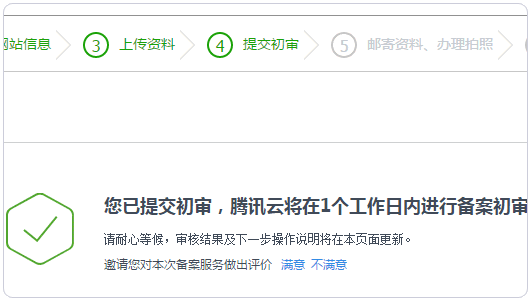 网站信息 3 上传资料 4 提交初审 5 邮寄资料、办理拍照
您已提交初审，腾讯云将在1个工作日内进行备案初审
请耐心等候，审核结果及下一步操作说明将在本页面更新。
邀请您对本次备案服务做出评价 满意 不满意